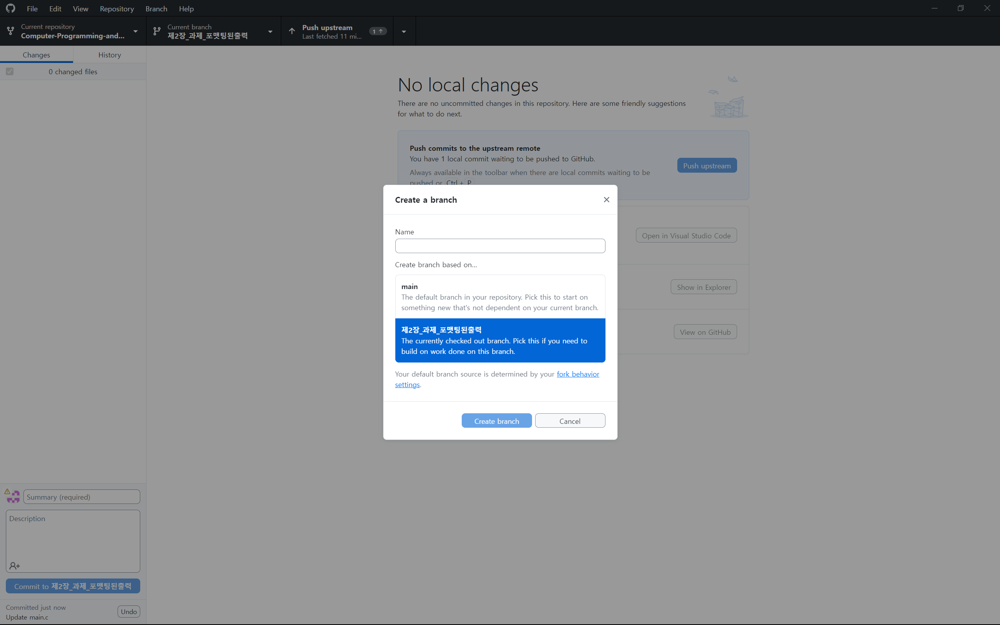 File Edit View Repository Branch Help
Current repository
Computer-Programming-and...
Current branch
제2장_과제_포맷팅된출력
Push upstream
Last fetched 11 mi...
1
Changes History
0 changed files
No local changes
There are no uncommitted changes in this repository. Here are some friendly suggestions
for what to do next.
Push commits to the upstream remote
You have 1 local commit waiting to be pushed to GitHub.
Always available in the toolbar when there are local commits waiting to be
pushed or Ctrl + P
Push upstream
Open in Visual Studio Code
Show in Explorer
View on GitHub
Create a branch
Name
Create branch based on...
main
The default branch in your repository. Pick this to start on
something new that's not dependent on your current branch.
제2장_과제_포맷팅된출력
The currently checked out branch. Pick this if you need to
build on work done on this branch.
Your default branch source is determined by your fork behavior
settings.
Create branch Cancel
Summary (required)
Description
Commit to 제2장_과제_포맷팅된출력
Committed just now
Update main.c
Undo